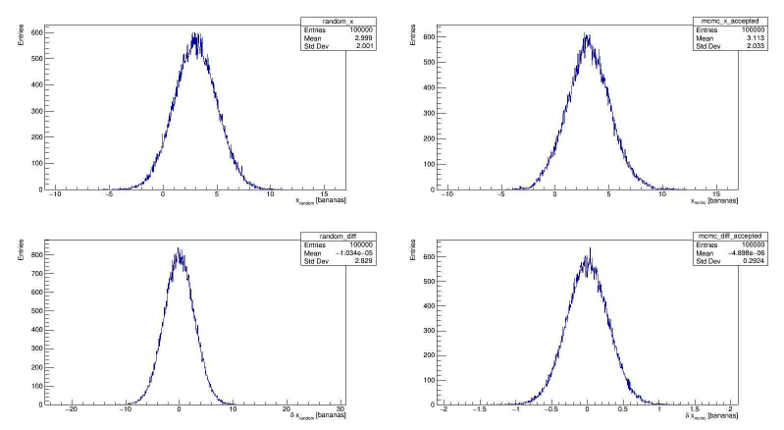 random_x
Entries 100000
Mean 2.999
Std Dev 2.001
Entries
600
500
400
300
200
100
0
−10 −5 0 5 10 15
x random [bananas]
mcmc_x_accepted
Entries 100000
Mean 3.113
Std Dev 2.033
Entries
600
500
400
300
200
100
0
−10 −5 0 5 10 15
x mcmc [bananas]
random_diff
Entries 100000
Mean −1.034e−05
Std Dev 2.829
Entries
800
700
600
500
400
300
200
100
0
−20 −10 0 10 20 30
δ x random [bananas]
mcmc_diff_accepted
Entries 100000
Mean −4.898e−06
Std Dev 0.2924
Entries
600
500
400
300
200
100
0
−2 −1.5 −1 −0.5 0 0.5 1 1.5 2
δ x mcmc [bananas]